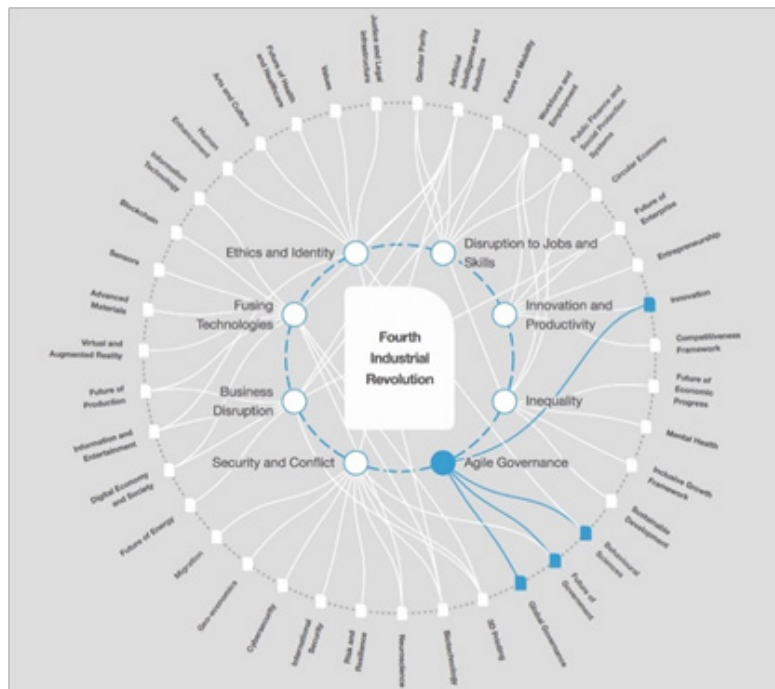 Fourth
Industrial
Revolution
Ethics and Identity
Disruption to Jobs and
Skills
Fusing
Technologies
Innovation and
Productivity
Business
Disruption
Inequality
Security and Conflict
Agile Governance
Gender Parity
Artificial
Intelligence and
Robotics
Future of Mobility
Workforce and
Employment
Public Finance and
Social Protection
Systems
Circular Economy
Future of
Enterprise
Entrepreneurship
Innovation
Competitiveness
Framework
Future of
Economic
Progress
Mental Health
Inclusive Growth
Framework
Sustainable
Development
Behavioural
Sciences
Future of
Government
Global Governance
3D Printing
Biotechnology
Neuroscience
Risk and
Resilience
International
Security
Cybersecurity
Geo-economics
Migration
Future of Energy
Digital Economy
and Society
Information and
Entertainment
Future of
Production
Virtual and
Augmented Reality
Advanced
Materials
Sensors
Blockchain
Information
Technology
Human
Enhancement
Arts and Culture
Future of Health
and Healthcare
Values
Justice and Legal
Infrastructure